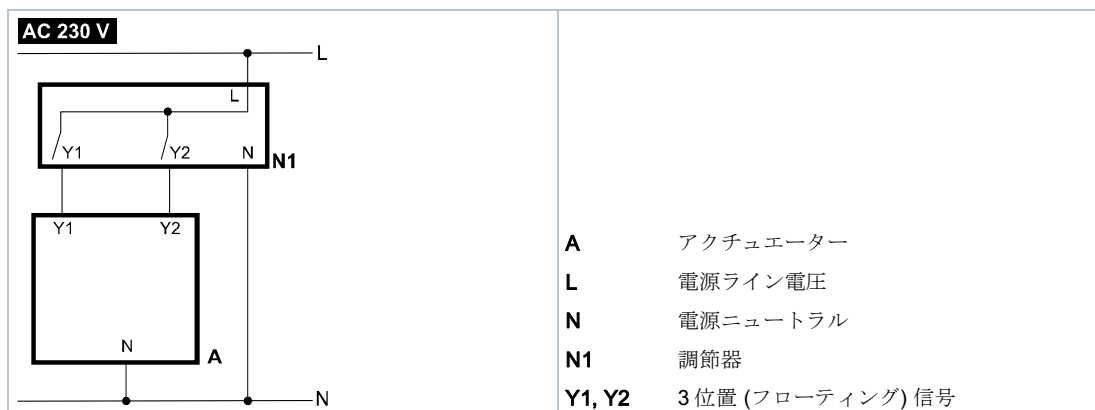 AC 230 V
L
L
Y1 Y2 N N1
Y1 Y2
N A
N
A アクチュエーター
L 電源ライン電圧
N 電源ニュートラル
N1 調節器
Y1, Y2 3 位置 (フローティング) 信号